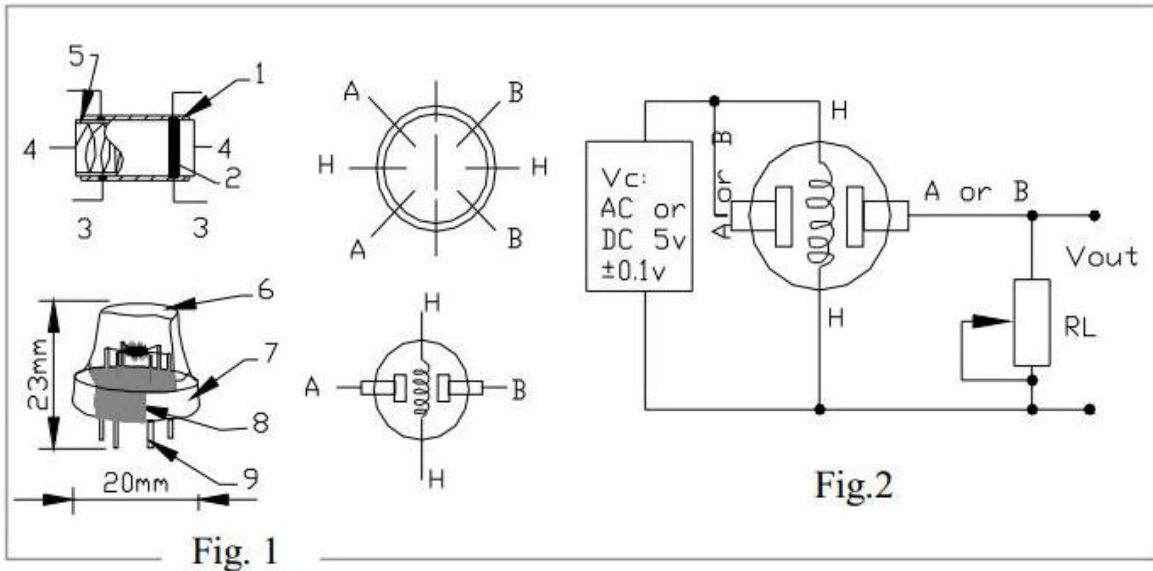 5
1
4
4
2
3
3
A
B
H
H
A
B
6
7
8
9
23mm
20mm
H
A
B
H
Fig. 1
H
Vc:
AC or
DC 5v
±0.1v
A or B
A or B
Vout
H
RL
Fig.2